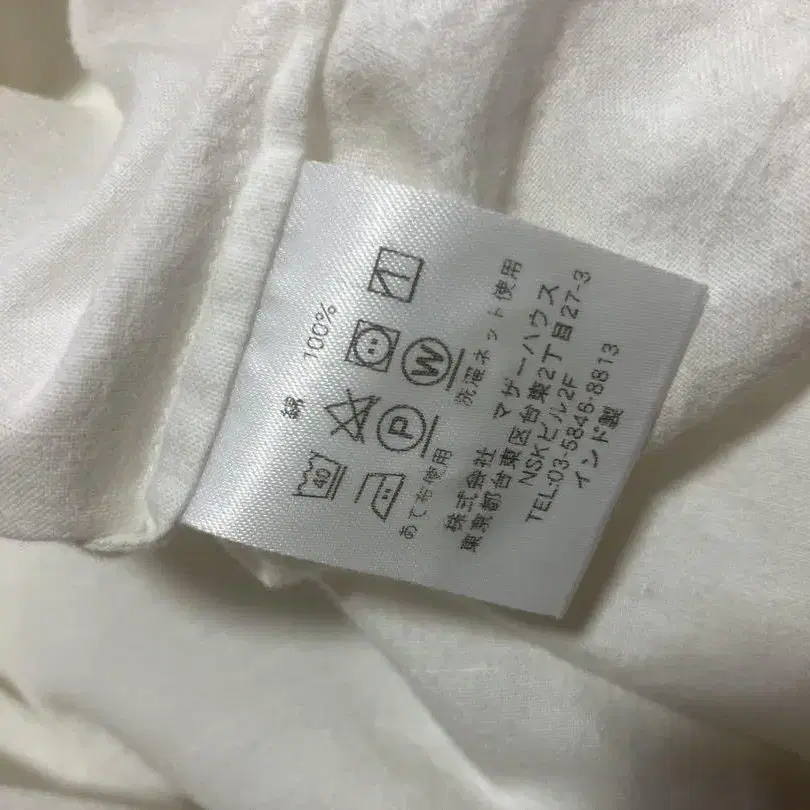 綿 100%
40
P W
あて布使用 洗濯ネット使用
株式会社 マザーハウス
東京都台東区台東2丁目27-3
NSKビル2F
TEL:03-5846-8813
インド製